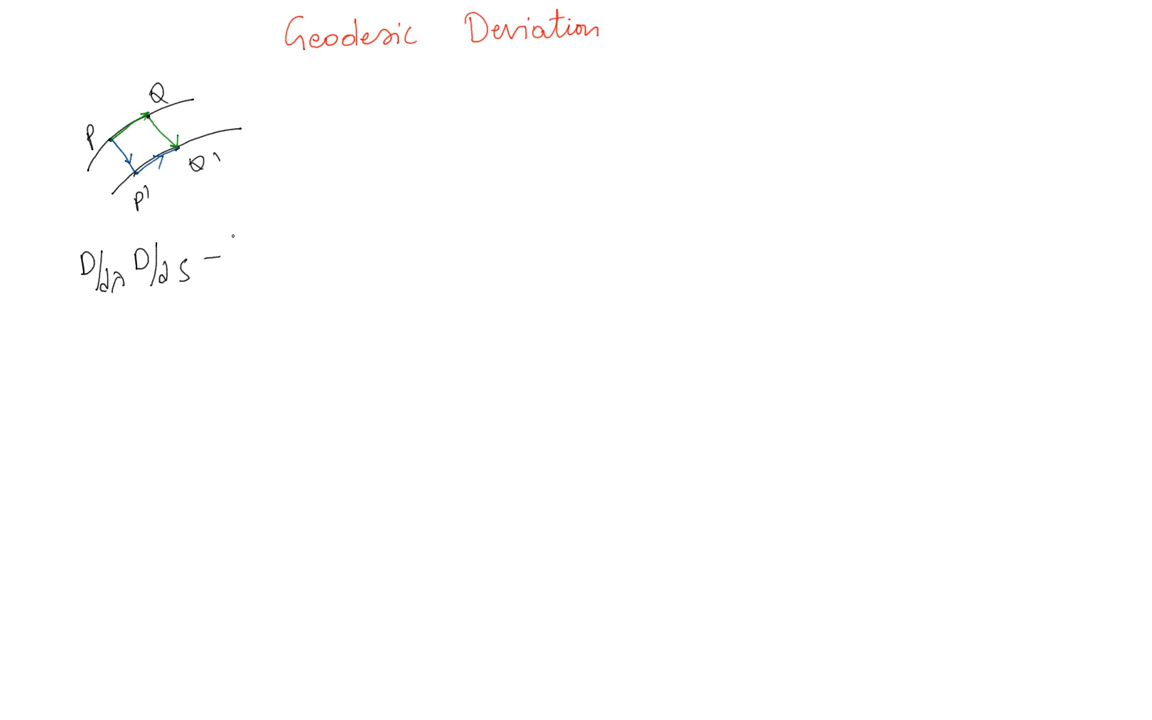 Geodesic Deviation
Q
P
Q'
P'
D/dλ D/ds -